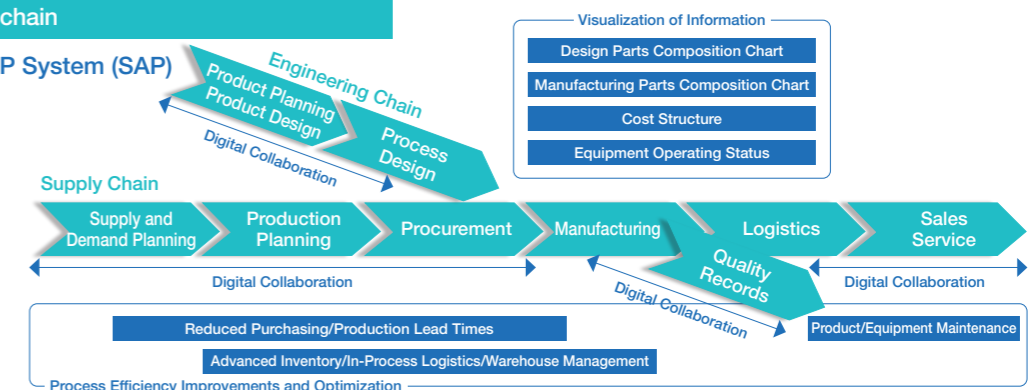 chain
P System (SAP)
Visualization of Information
Design Parts Composition Chart
Manufacturing Parts Composition Chart
Cost Structure
Equipment Operating Status
Engineering Chain
Product Planning
Product Design
Process
Design
Digital Collaboration
Supply Chain
Supply and
Demand Planning
Production
Planning
Procurement
Manufacturing
Logistics
Sales
Service
Quality
Records
Digital Collaboration
Digital Collaboration
Digital Collaboration
Reduced Purchasing/Production Lead Times
Product/Equipment Maintenance
Advanced Inventory/In-Process Logistics/Warehouse Management
Process Efficiency Improvements and Optimization